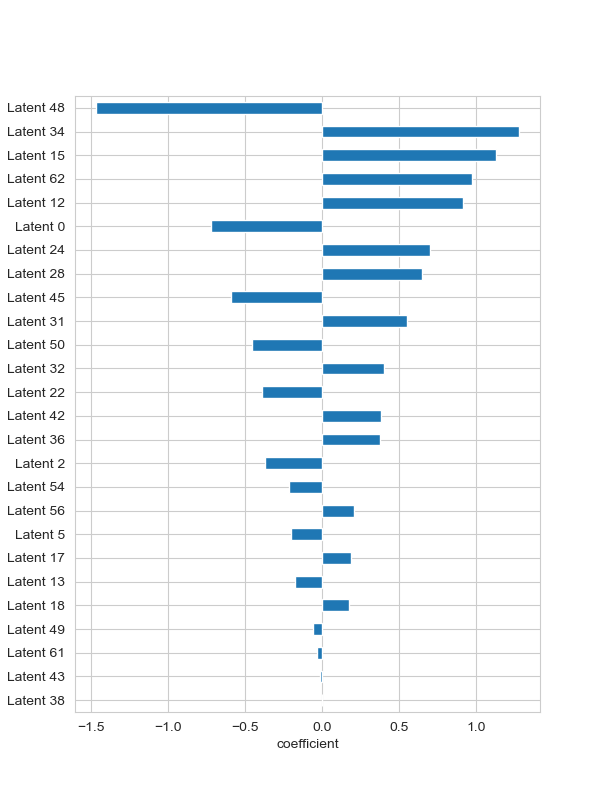 Latent 48
Latent 34
Latent 15
Latent 62
Latent 12
Latent 0
Latent 24
Latent 28
Latent 45
Latent 31
Latent 50
Latent 32
Latent 22
Latent 42
Latent 36
Latent 2
Latent 54
Latent 56
Latent 5
Latent 17
Latent 13
Latent 18
Latent 49
Latent 61
Latent 43
Latent 38
−1.5 −1.0 −0.5 0.0 0.5 1.0
coefficient